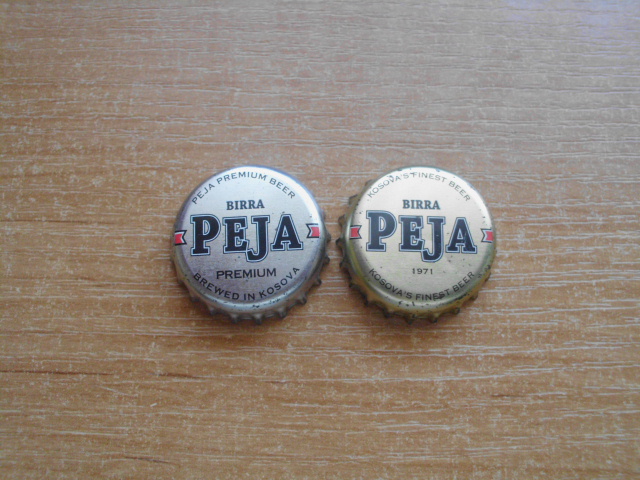 PEJA PREMIUM BEER
BIRRA
PEJA
PREMIUM
BREWED IN KOSOVA
KOSOVA'S FINEST BEER
BIRRA
PEJA
1971
KOSOVA'S FINEST BEER